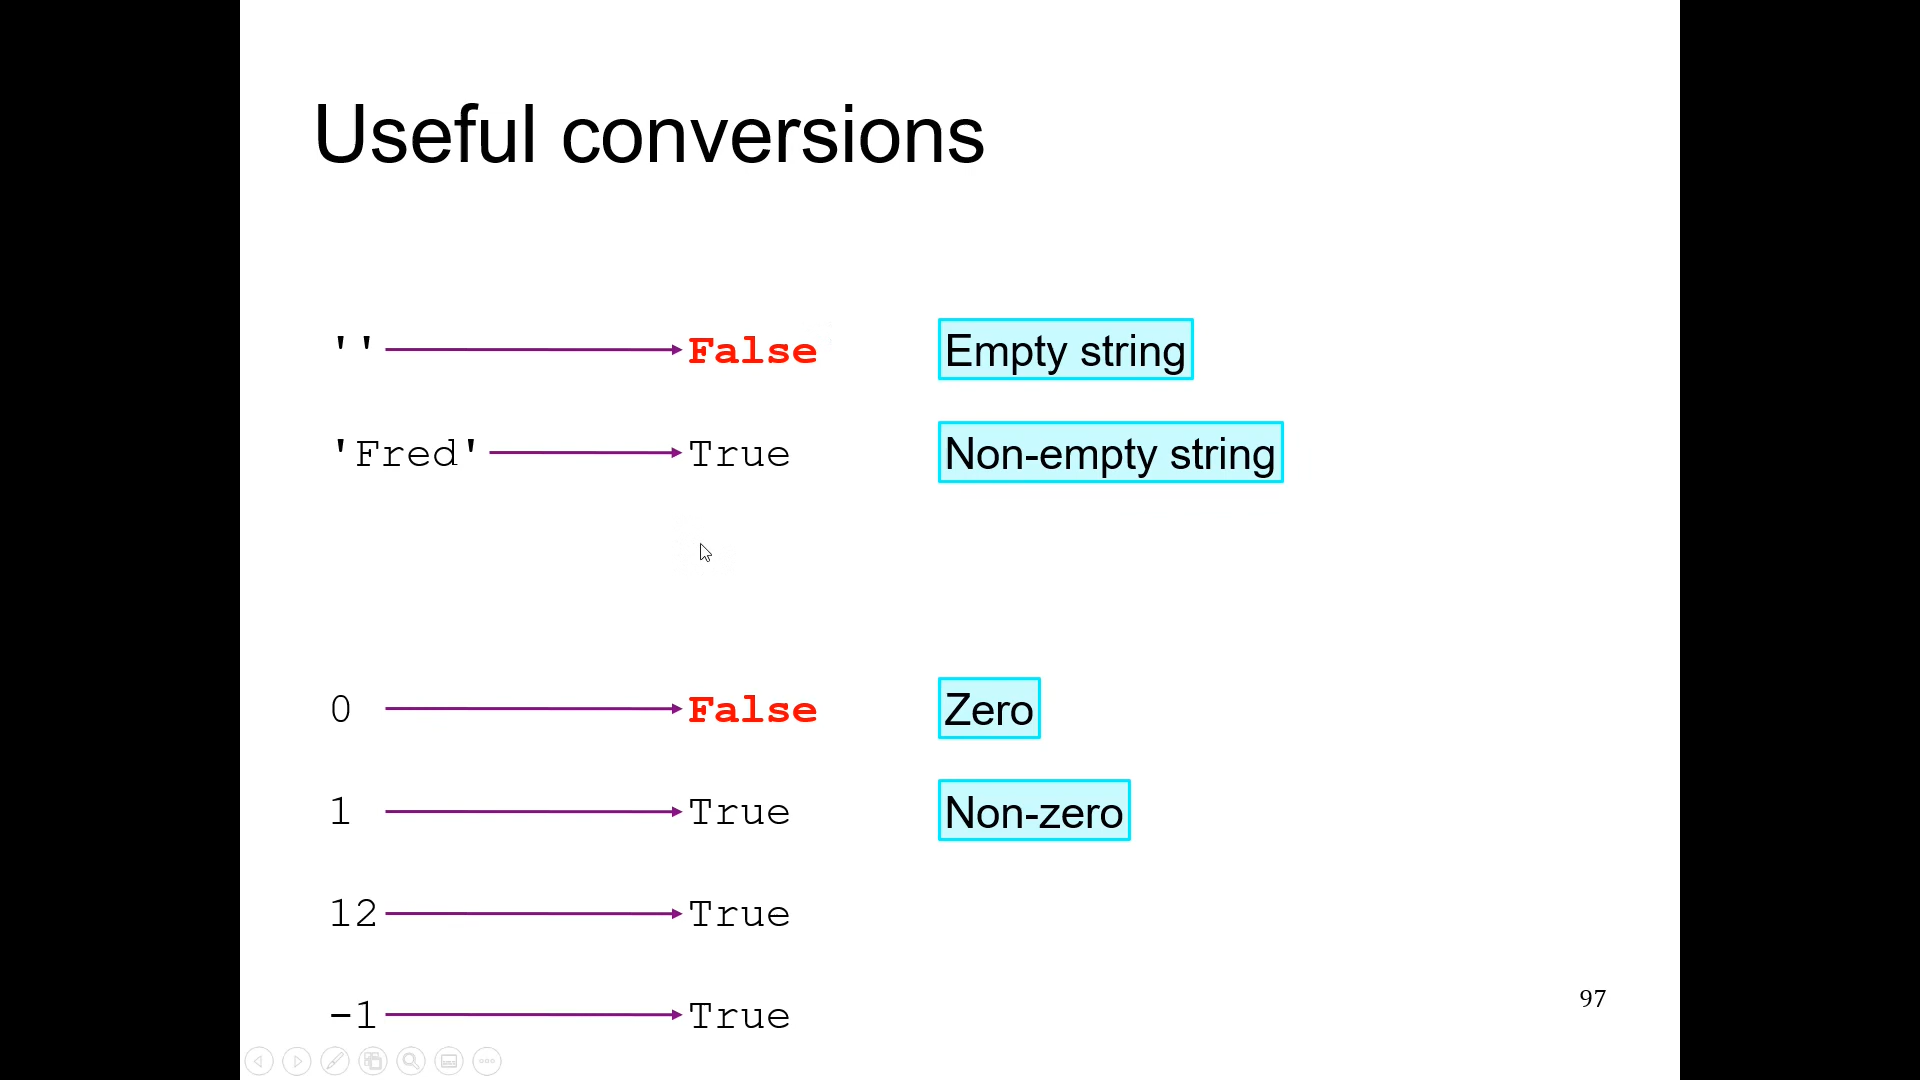 Useful conversions
'' False Empty string
'Fred' True Non-empty string
0 False Zero
1 True Non-zero
12 True
-1 True
97